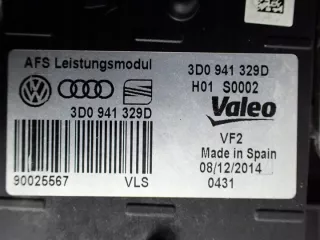 AFS Leistungsmodul
3D0 941 329D
H01 S0002
3D0 941 329D
Valeo
VF2
Made in Spain
08/12/2014
0431
90025567
VLS